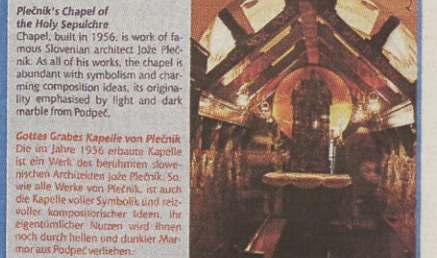 Plečnik's Chapel of
the Holy Sepulchre
Chapel, built in 1956, is work of fa-
mous Slovenian architect Jože Pleč-
nik. As all of his works, the chapel is
abundant with symbolism and char-
ming composition ideas, its origina-
lity emphasised by light and dark
marble from Podpeč.
Gottes Grabes Kapelle von Plečnik
Die im Jahre 1956 erbaute Kapelle
ist ein Werk des berühmten slowe-
nischen Architekten Jože Plečnik. So,
wie alle Werke von Plečnik, ist auch
die Kapelle voller Symbolik und reiz-
voller kompositorischer Ideen, ihr
eigentümlicher Nutzen wird ihnen
noch durch hellen und dunkler Mar-
mor aus Podpeč verliehen.